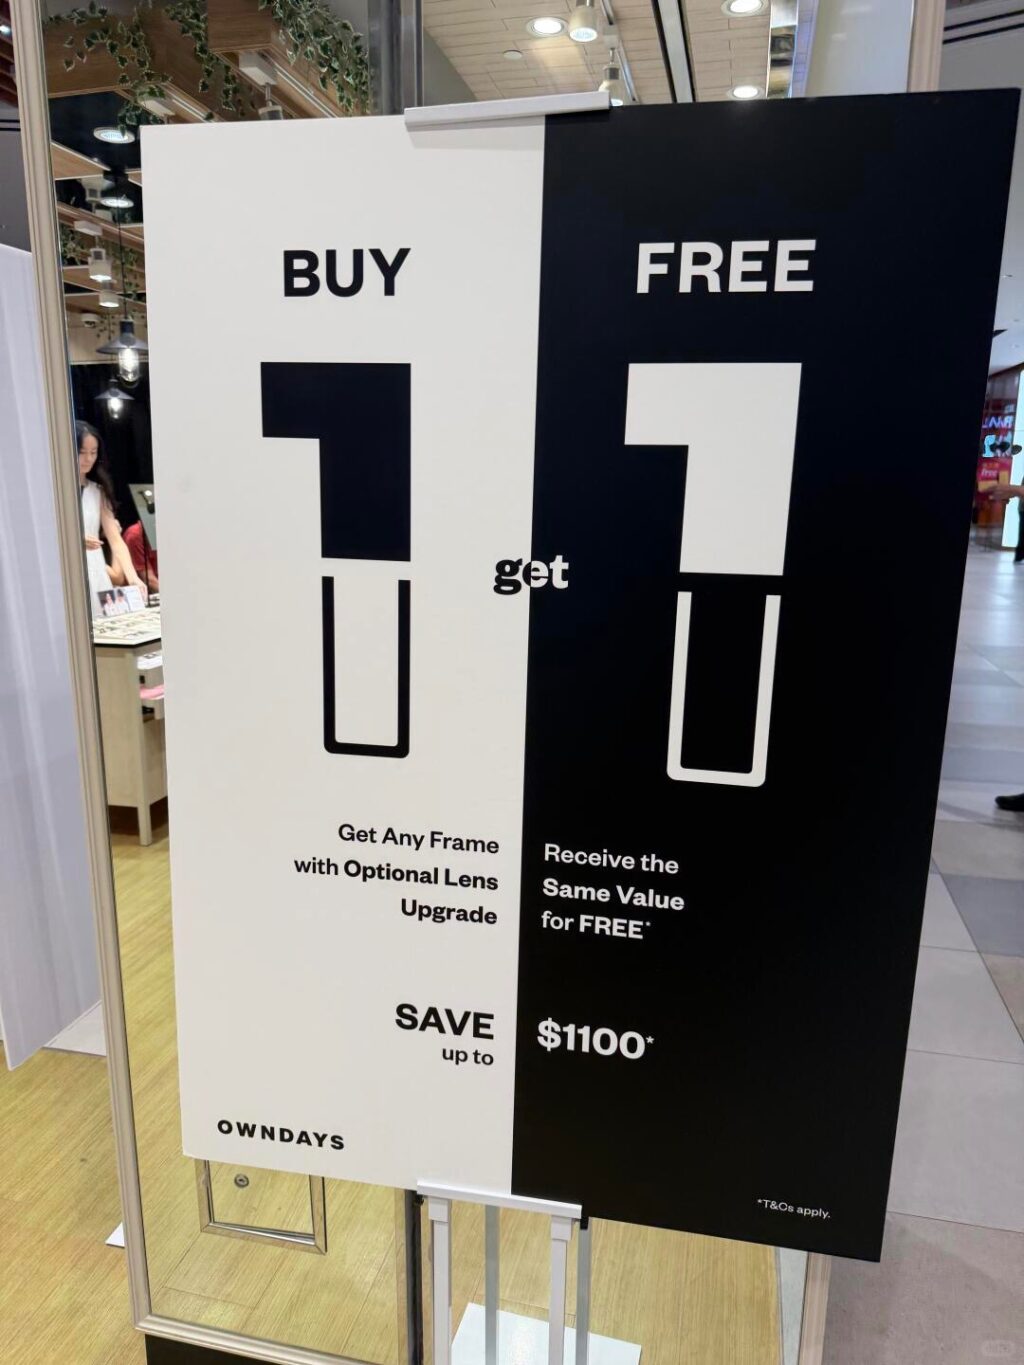 BUY
1
get
FREE
1
Get Any Frame
with Optional Lens
Upgrade
Receive the
Same Value
for FREE*
SAVE
up to
$1100*
OWNDAYS
*T&Cs apply.